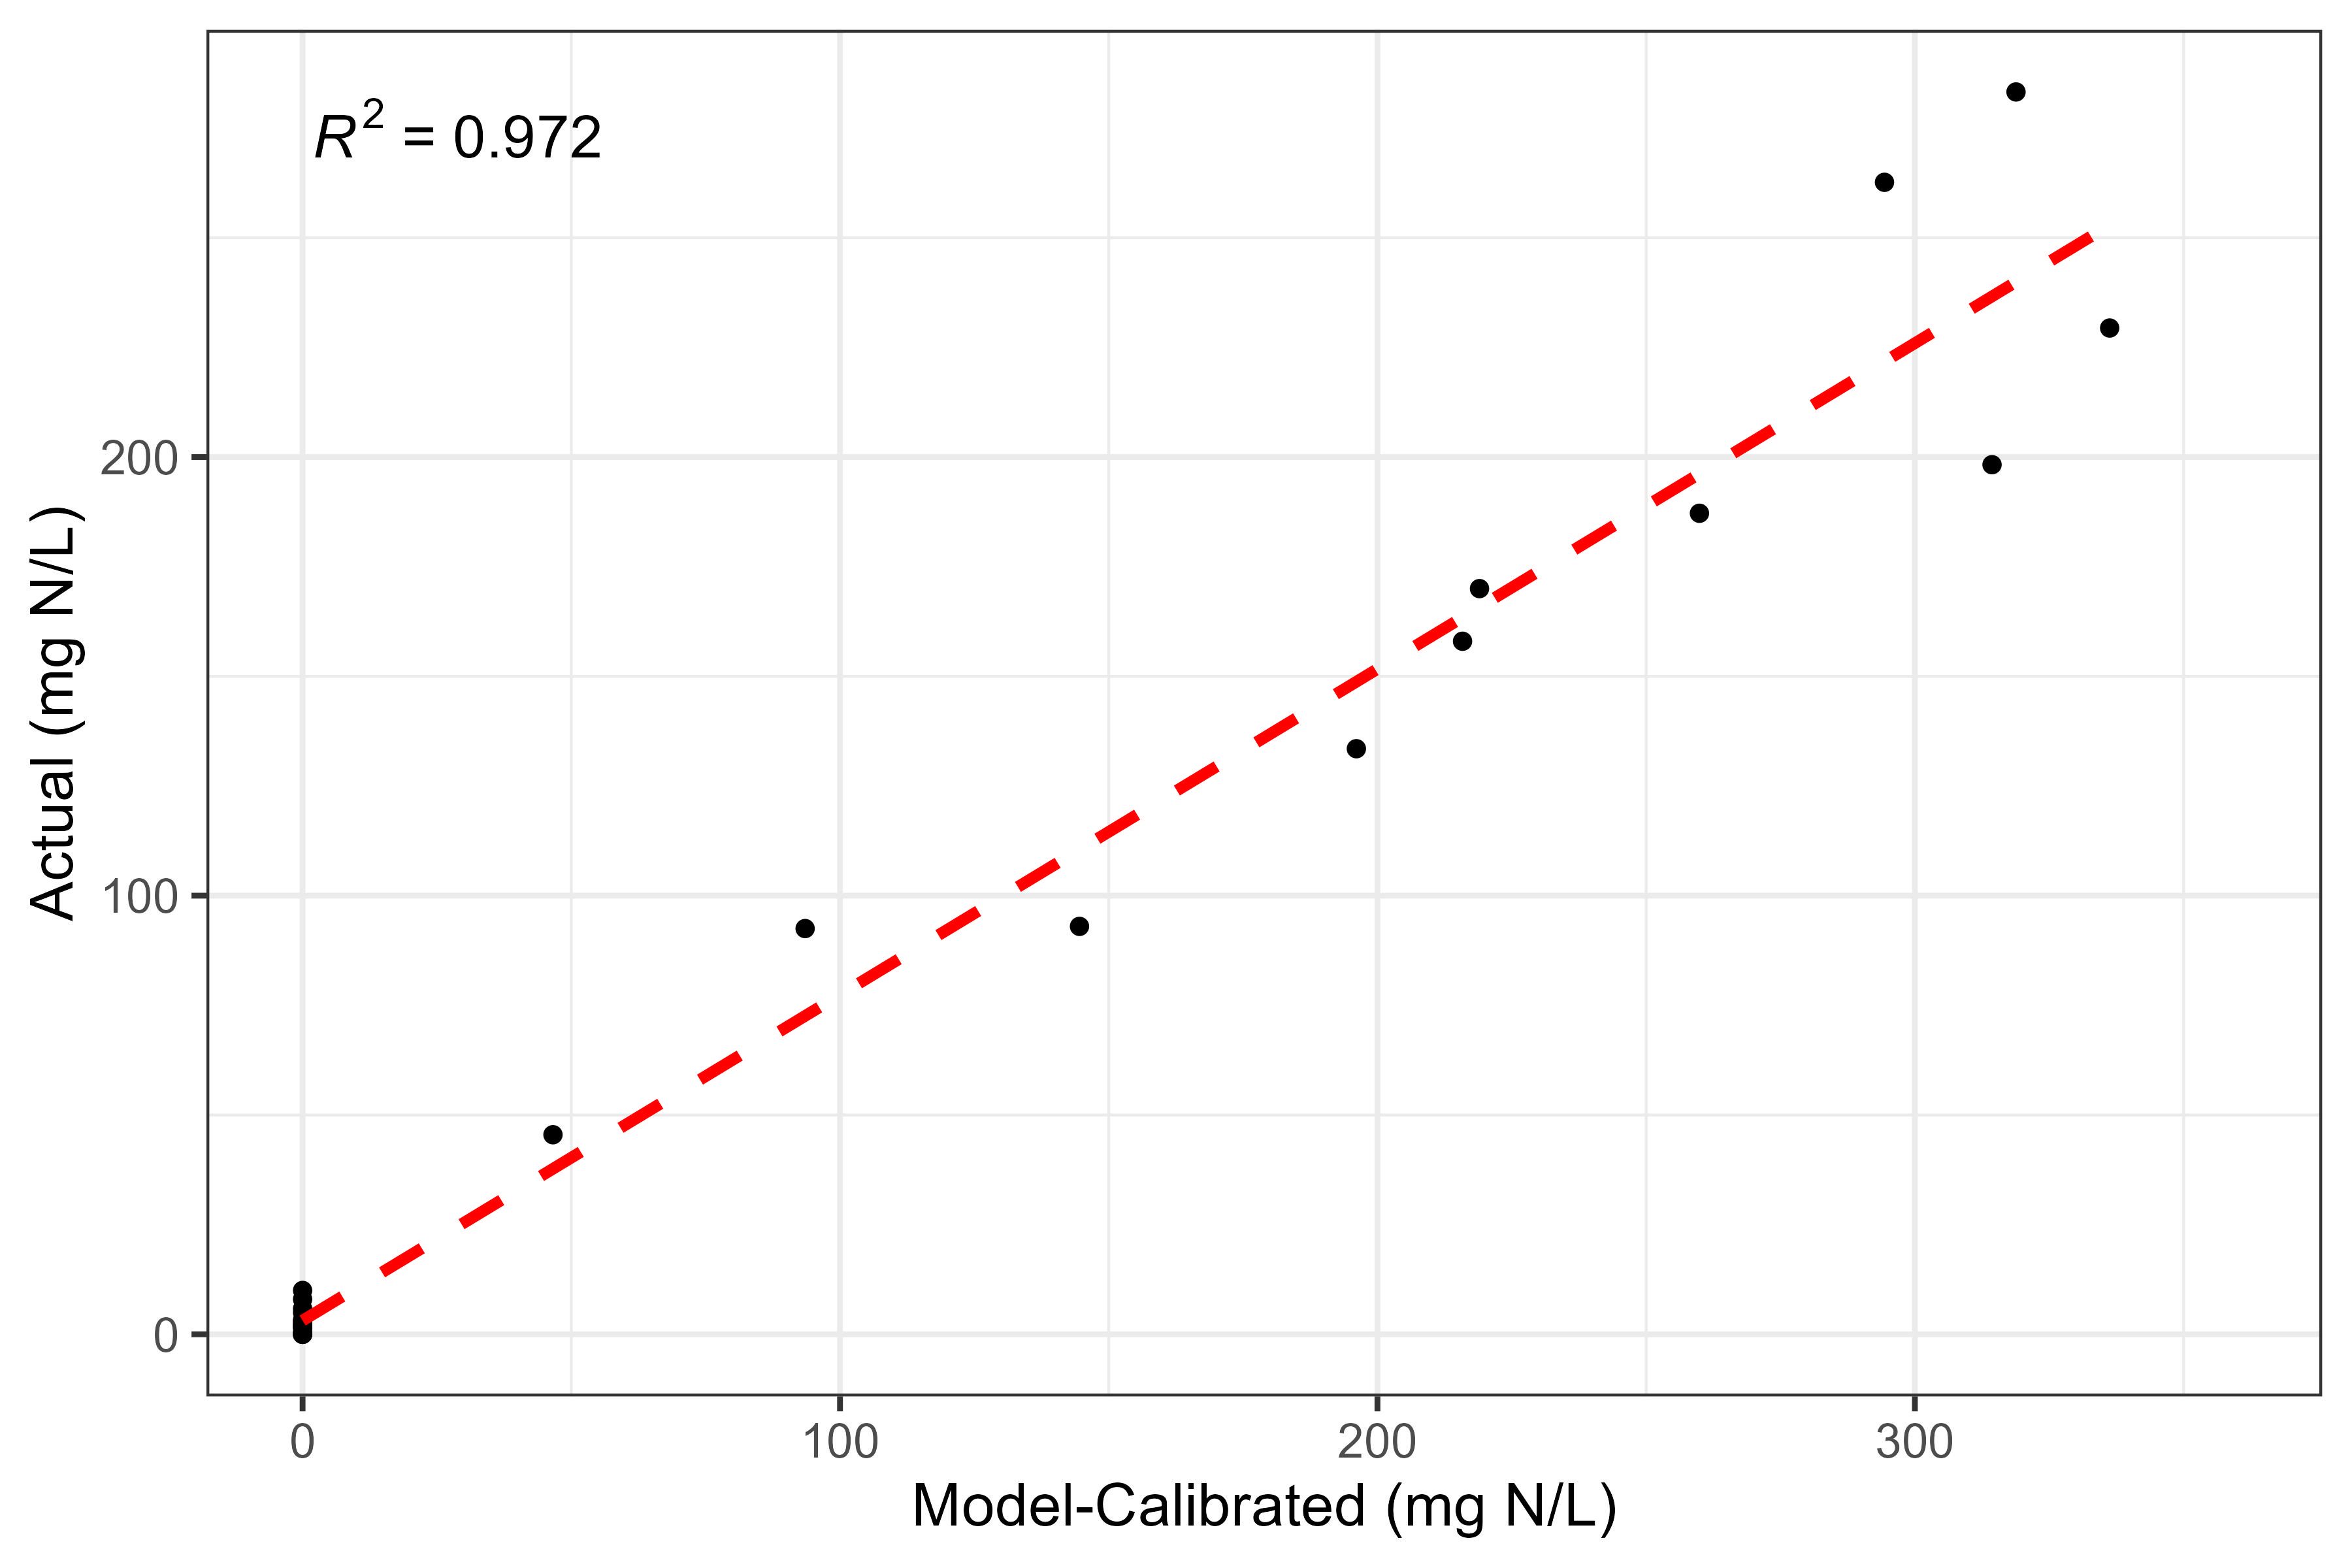 R² = 0.972
Actual (mg N/L)
200
100
0
0 100 200 300
Model-Calibrated (mg N/L)